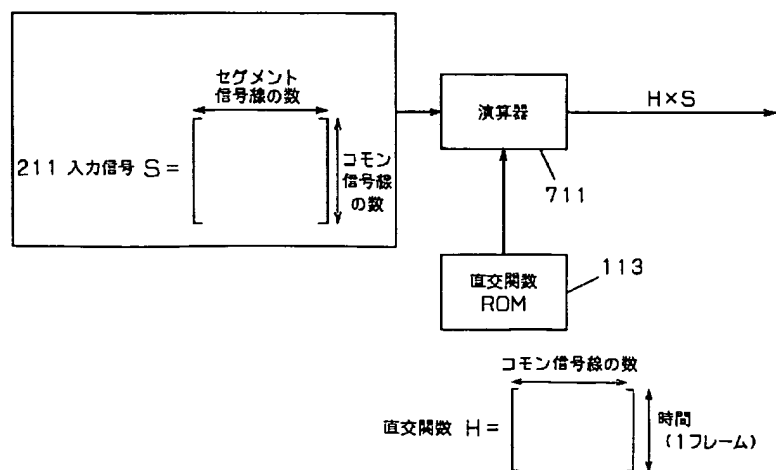 セグメント
信号線の数
211 入力信号 S =
コモン
信号線
の数
演算器
H×S
711
直交関数
ROM
113
コモン信号線の数
直交関数 H =
時間
(1フレーム)